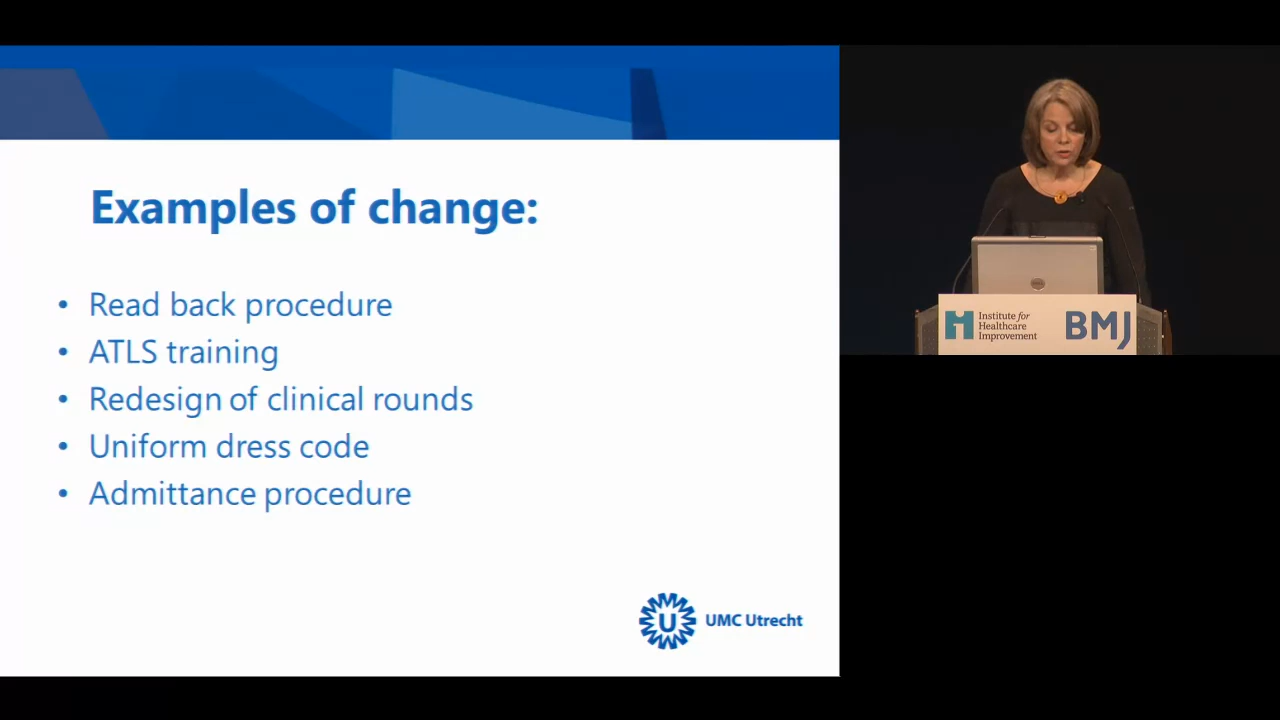 Examples of change:
• Read back procedure
• ATLS training
• Redesign of clinical rounds
• Uniform dress code
• Admittance procedure
U UMC Utrecht
Institute for
Healthcare
Improvement
BMJ